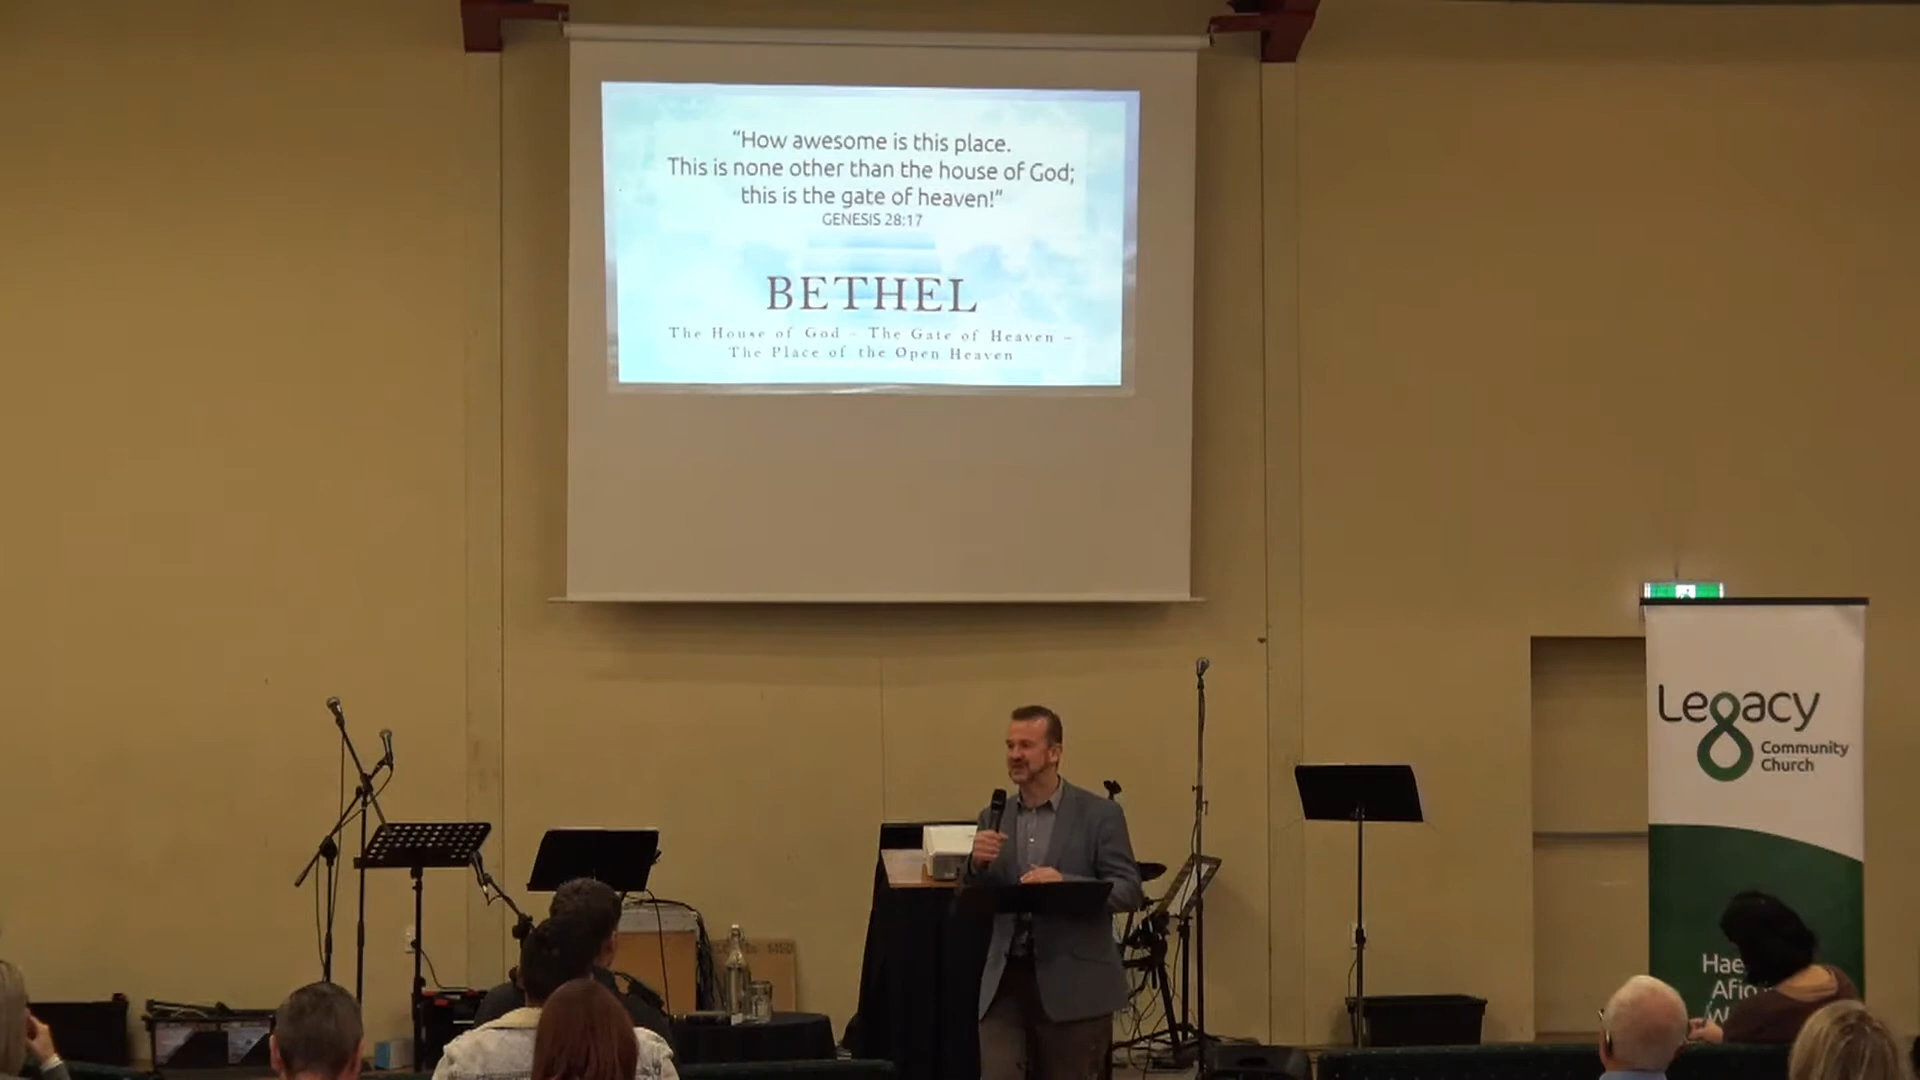 “How awesome is this place.
This is none other than the house of God;
this is the gate of heaven!”
GENESIS 28:17
BETHEL
The House of God – The Gate of Heaven –
The Place of the Open Heaven
Legacy
Community
Church
Hae
Afio
W